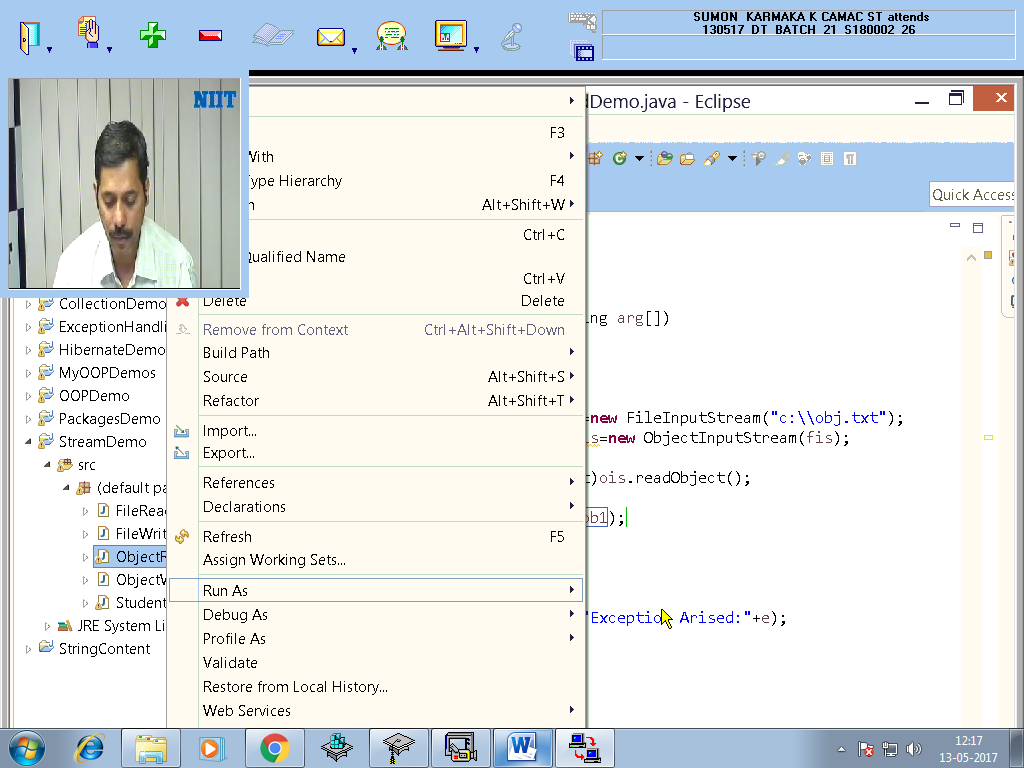 SUMON KARMAKA K CAMAC ST attends
130517 DT BATCH 21 S180002 26
NIIT
dDemo.java - Eclipse
F3
With
Type Hierarchy F4
Alt+Shift+W
Quick Access
Ctrl+C
Qualified Name
Ctrl+V
Delete Delete
Remove from Context Ctrl+Alt+Shift+Down
Build Path
Source Alt+Shift+S
Refactor Alt+Shift+T
Import...
Export...
References
Declarations
Refresh F5
Assign Working Sets...
Run As
Debug As
Profile As
Validate
Restore from Local History...
Web Services
CollectionDemo
ExceptionHandli
HibernateDemo
MyOOPDemos
OOPDemo
PackagesDemo
StreamDemo
src
(default pa
FileRea
FileWrit
ObjectR
ObjectW
Student
JRE System Li
StringContent
ing arg[])
=new FileInputStream("c:\\obj.txt");
is=new ObjectInputStream(fis);
t)ois.readObject();
ob1);
"Exception Arised:"+e);
12:17
13-05-2017